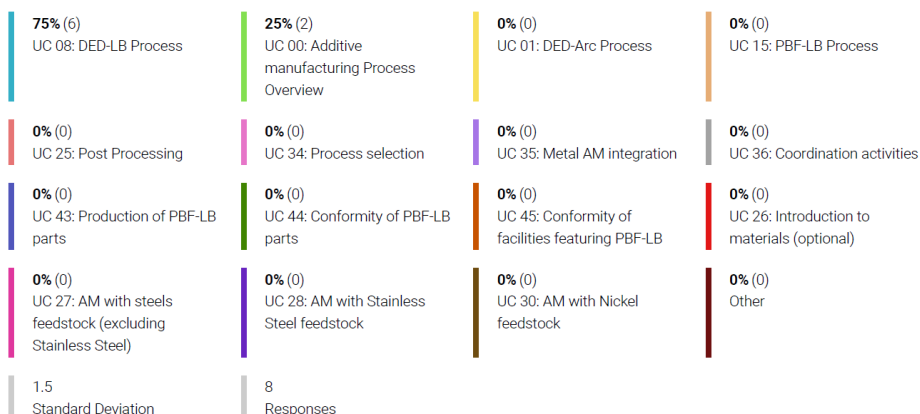 75% (6)
UC 08: DED-LB Process
25% (2)
UC 00: Additive
manufacturing Process
Overview
0% (0)
UC 01: DED-Arc Process
0% (0)
UC 15: PBF-LB Process
0% (0)
UC 25: Post Processing
0% (0)
UC 34: Process selection
0% (0)
UC 35: Metal AM integration
0% (0)
UC 36: Coordination activities
0% (0)
UC 43: Production of PBF-LB
parts
0% (0)
UC 44: Conformity of PBF-LB
parts
0% (0)
UC 45: Conformity of
facilities featuring PBF-LB
0% (0)
UC 26: Introduction to
materials (optional)
0% (0)
UC 27: AM with steels
feedstock (excluding
Stainless Steel)
0% (0)
UC 28: AM with Stainless
Steel feedstock
0% (0)
UC 30: AM with Nickel
feedstock
0% (0)
Other
1.5
Standard Deviation
8
Responses